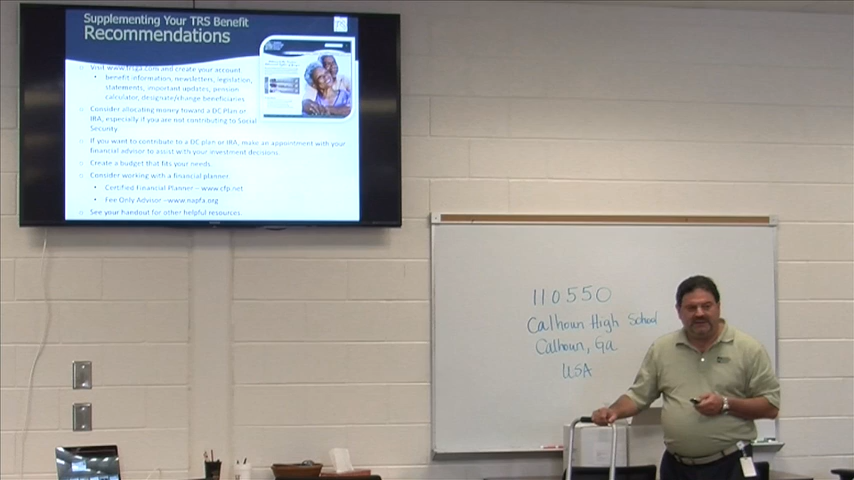 Supplementing Your TRS Benefit
Recommendations
TRS
Visit www.trsga.com and create your account
benefit information, newsletters, legislation,
statements, important updates, pension
calculator, designate/change beneficiaries
Consider allocating money toward a DC Plan or
IRA, especially if you are not contributing to Social
Security.
If you want to contribute to a DC plan or IRA, make an appointment with your
financial advisor to assist with your investment decisions.
Create a budget that fits your needs.
Consider working with a financial planner
Certified Financial Planner – www.cfp.net
Fee Only Advisor –www.napfa.org
See your handout for other helpful resources.
110550
Calhoun High School
Calhoun, Ga
USA